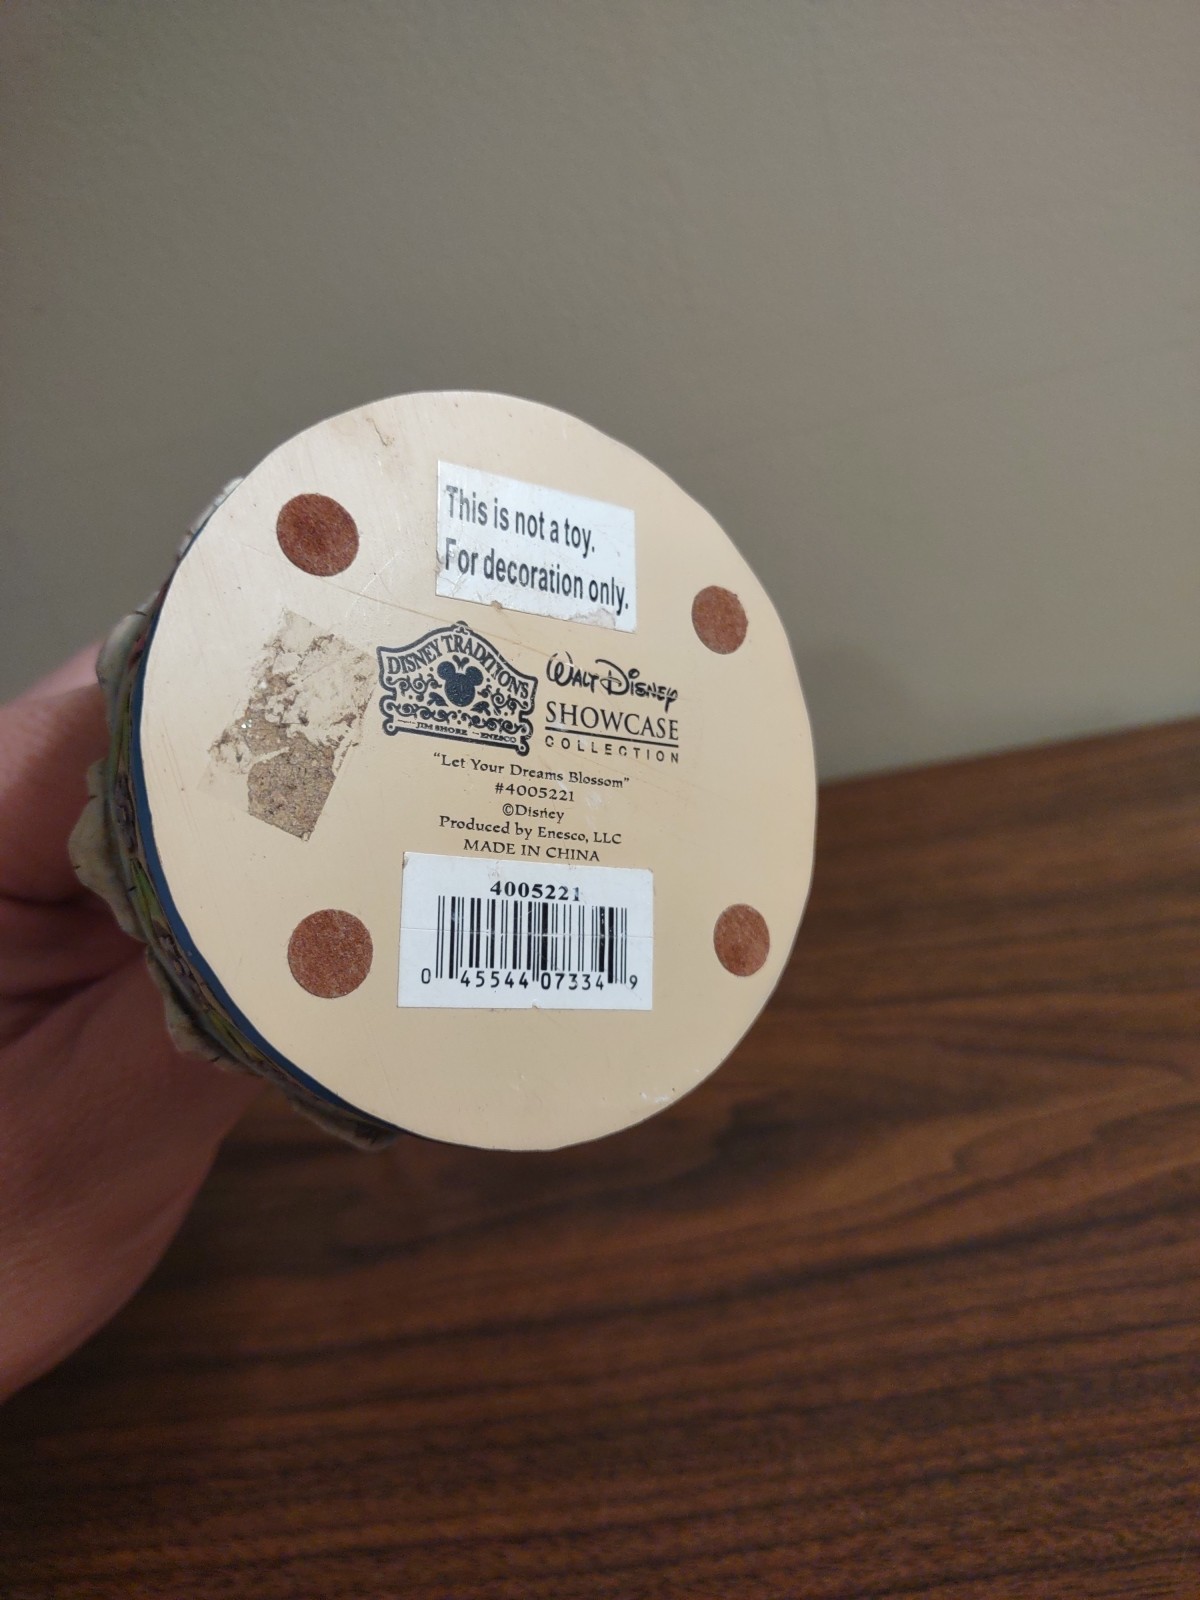 This is not a toy.
For decoration only.
DISNEY TRADITIONS
JIM SHORE ENESCO
WALT DISNEY
SHOWCASE
COLLECTION
"Let Your Dreams Blossom"
#4005221
©Disney
Produced by Enesco, LLC
MADE IN CHINA
4005221
0 45544 07334 9